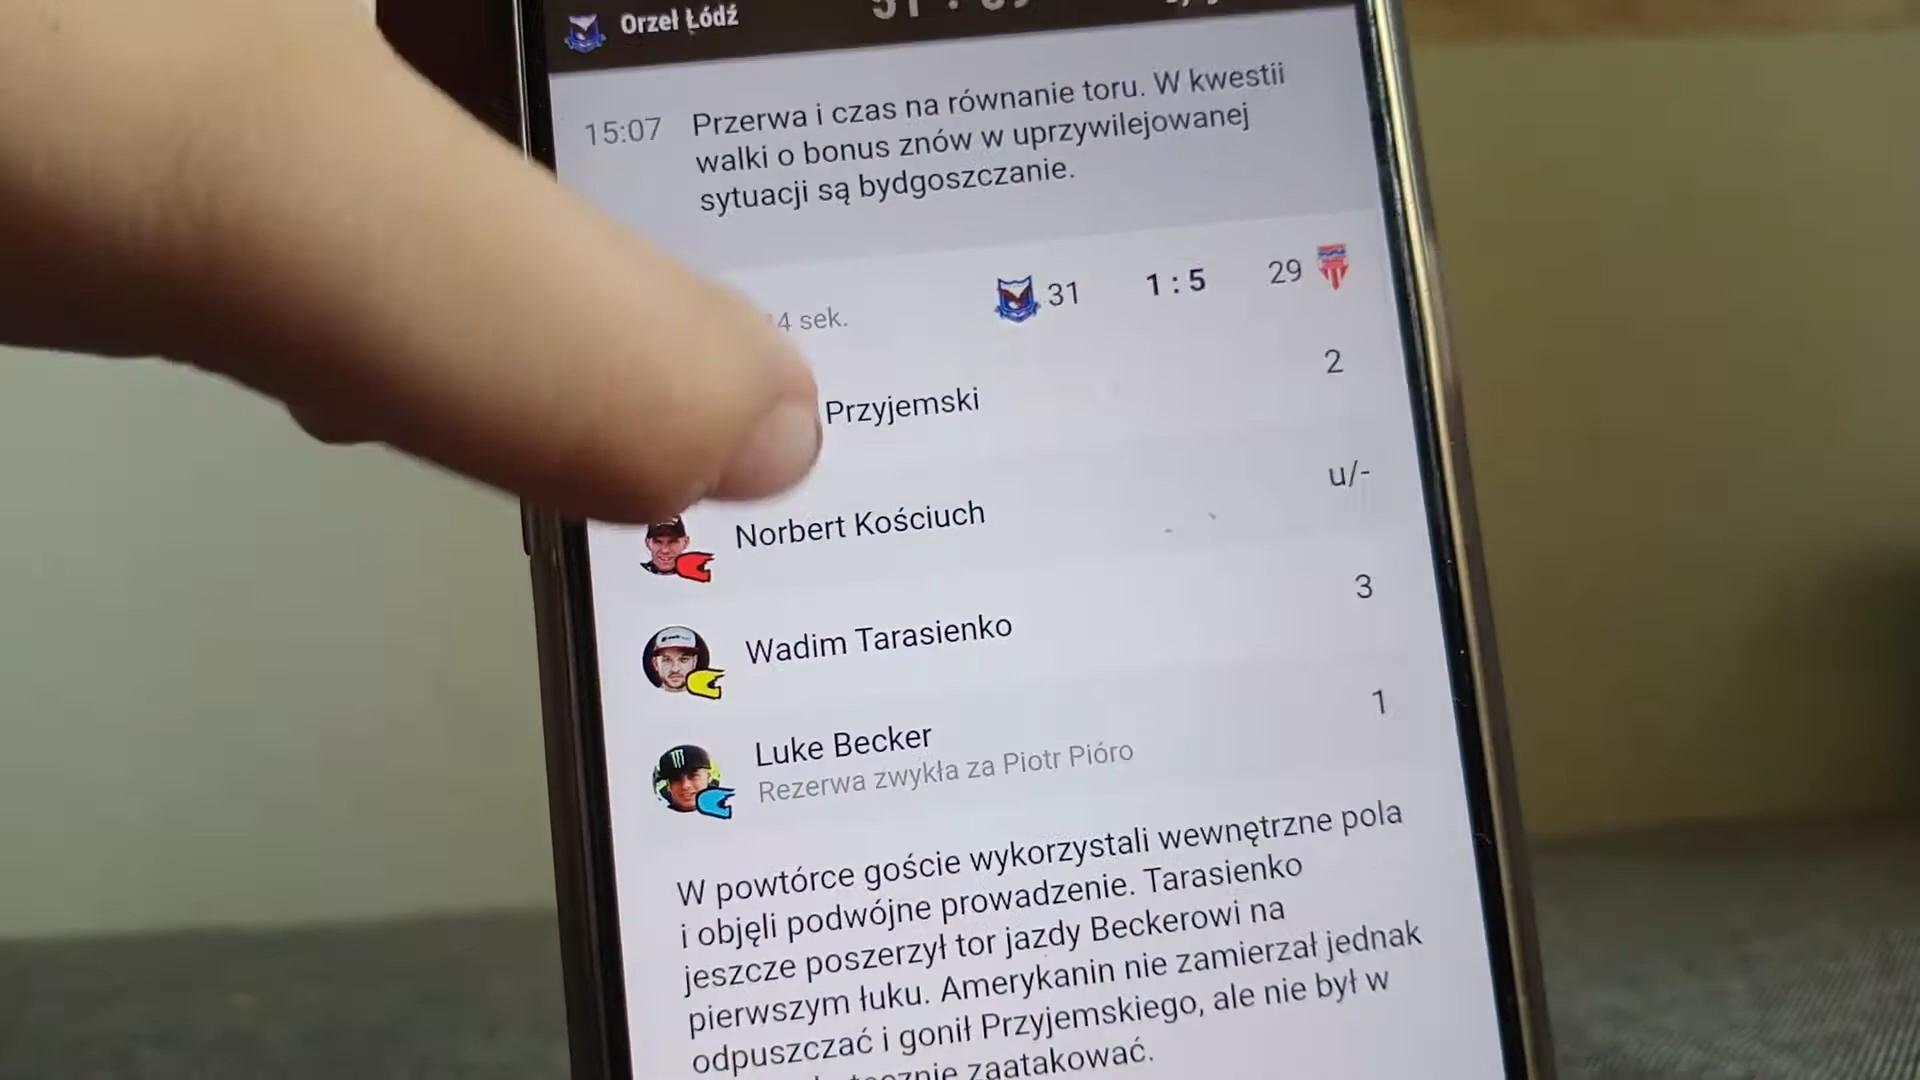 Orzeł Łódź
15:07 Przerwa i czas na równanie toru. W kwestii
walki o bonus znów w uprzywilejowanej
sytuacji są bydgoszczanie.
4 sek. 31 1 : 5 29
Przyjemski 2
Norbert Kościuch u/-
Wadim Tarasienko 3
Luke Becker 1
Rezerwa zwykła za Piotr Pióro
W powtórce goście wykorzystali wewnętrzne pola
i objęli podwójne prowadzenie. Tarasienko
jeszcze poszerzył tor jazdy Beckerowi na
pierwszym łuku. Amerykanin nie zamierzał jednak
odpuszczać i gonił Przyjemskiego, ale nie był w
zaatakować.